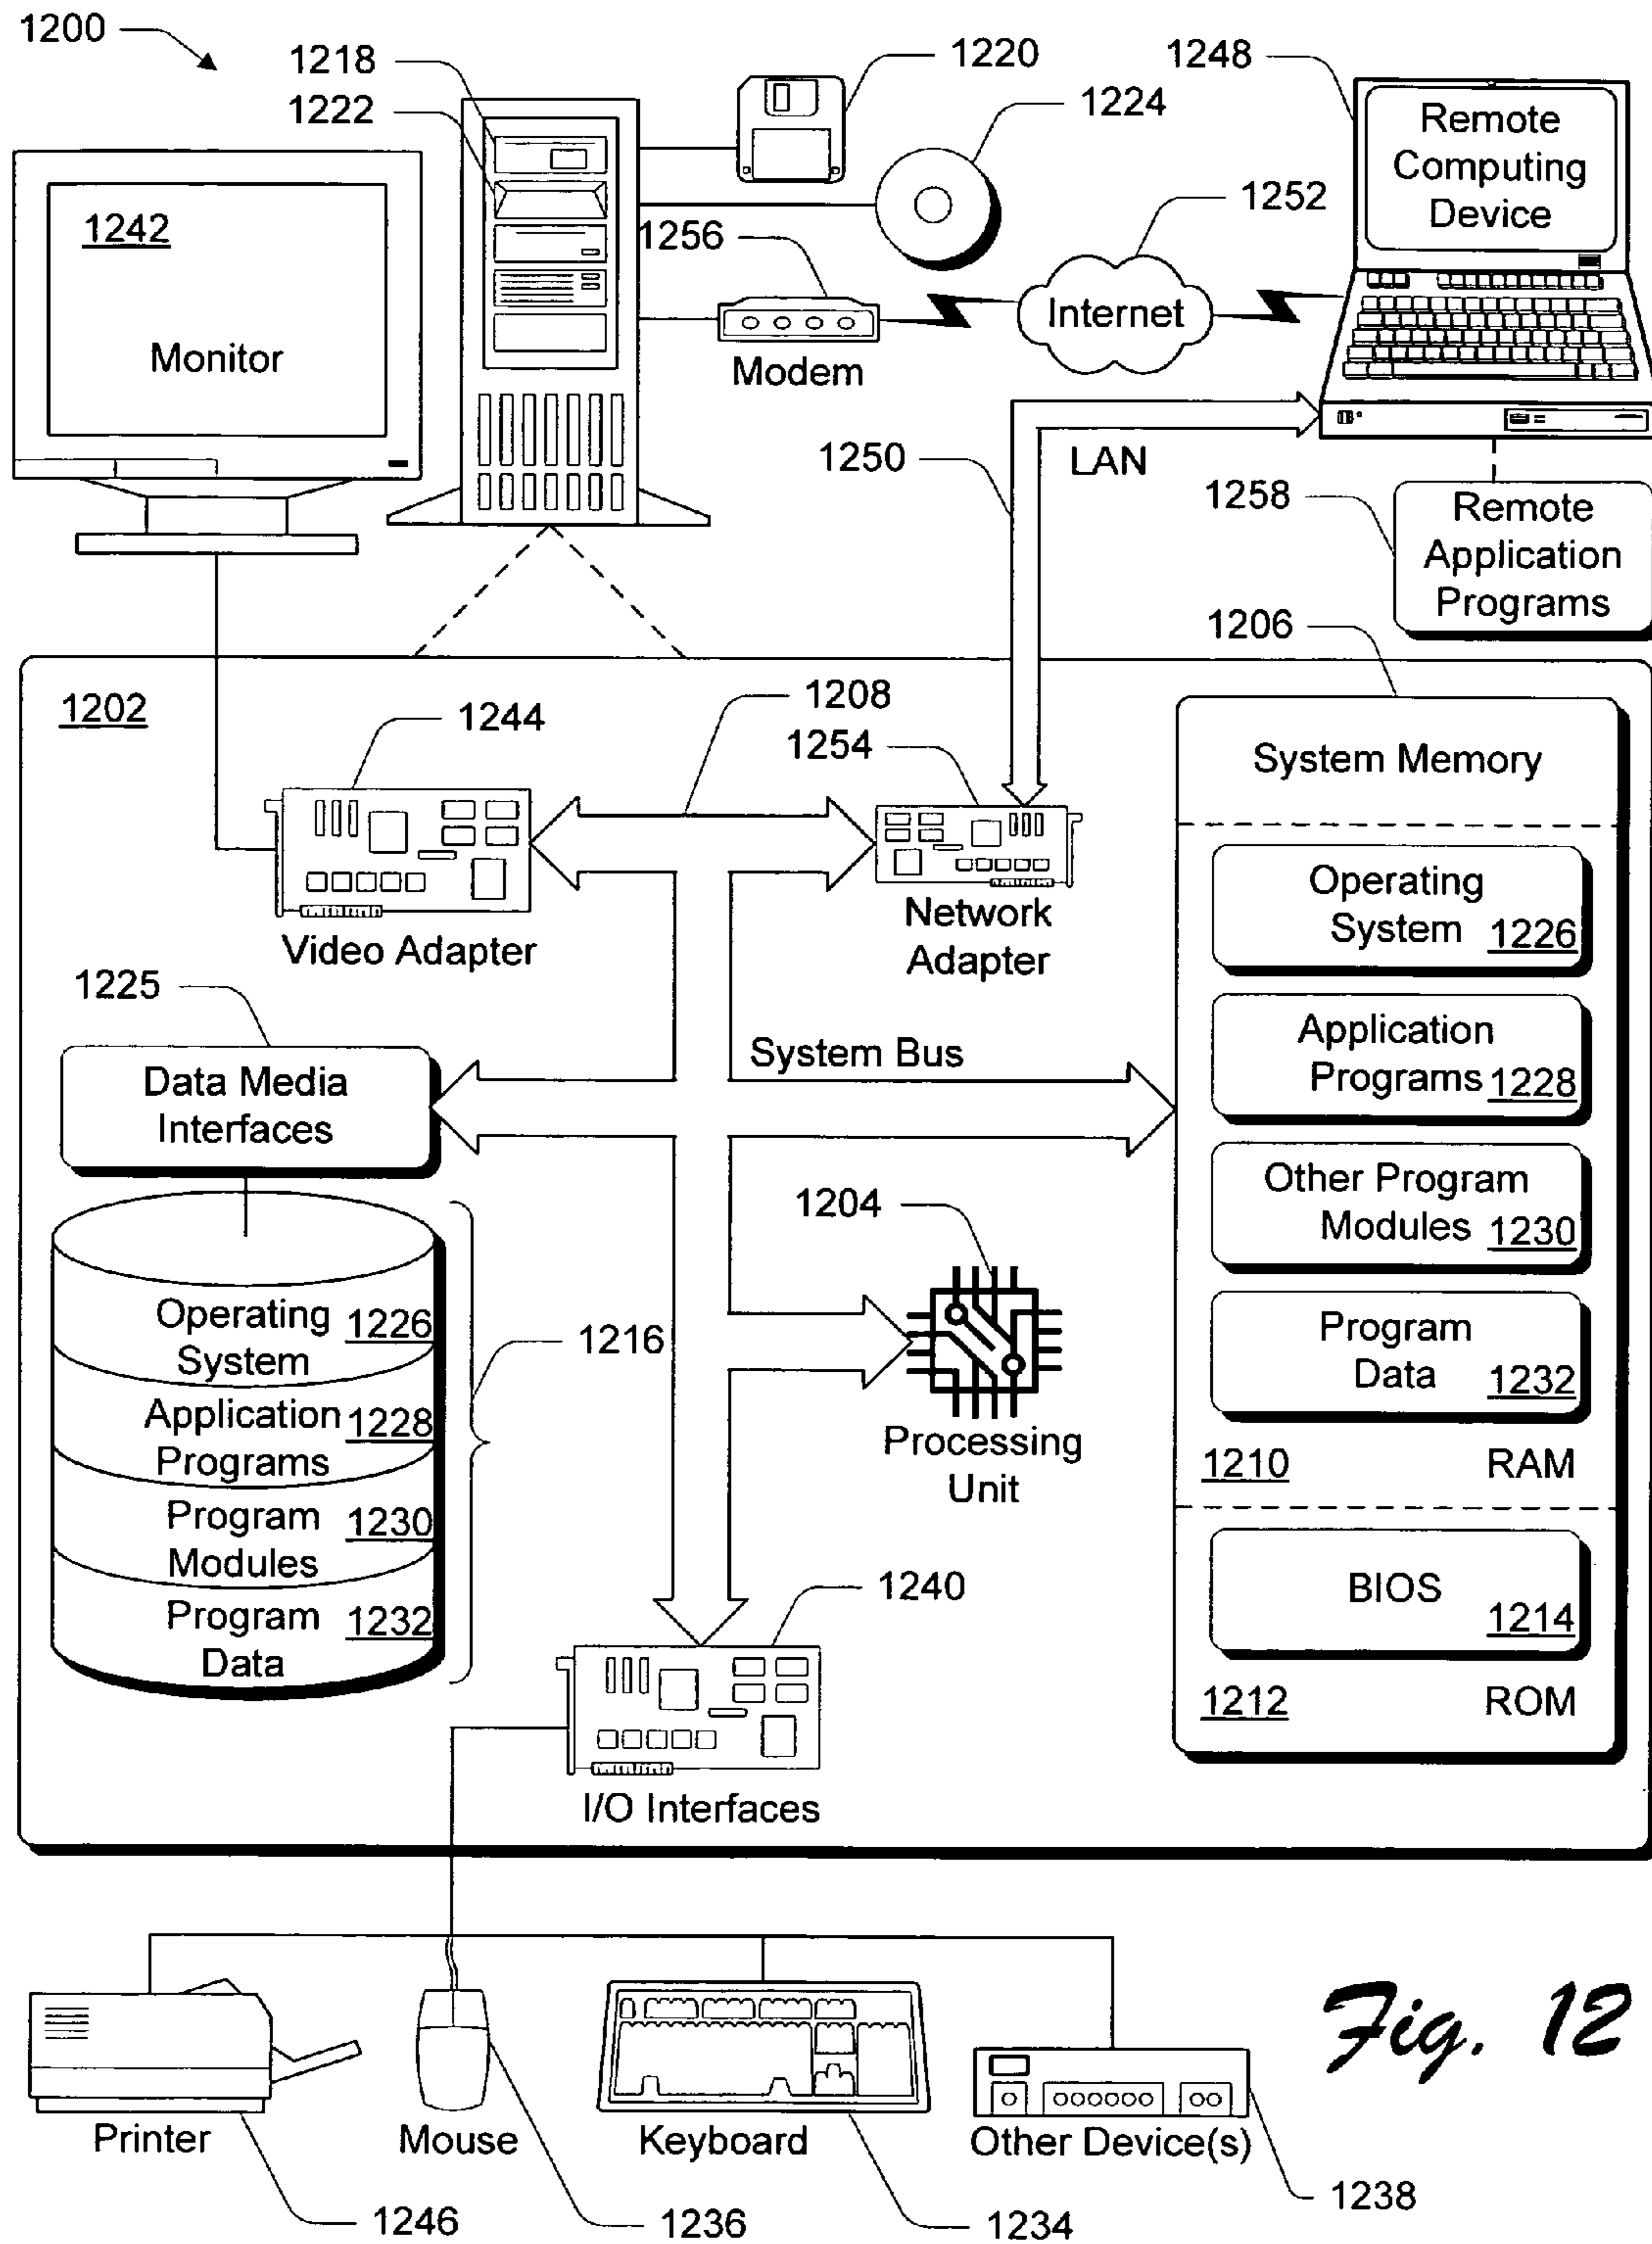 1200
1218
1222
1220
1224
1248
Remote
Computing
Device
1252
1242
Monitor
1256
Internet
Modem
LAN
1250
1258
Remote
Application
Programs
1206
1202
1244
1208
1254
System Memory
Video Adapter
Network
Adapter
Operating
System 1226
1225
Data Media
Interfaces
System Bus
Application
Programs 1228
Other Program
Modules 1230
1204
Processing
Unit
Program
Data 1232
1210 RAM
Operating 1226
System
Application 1228
Programs
Program 1230
Modules
Program 1232
Data
1216
1240
I/O Interfaces
BIOS
1214
1212 ROM
Printer
Mouse
Keyboard
Other Device(s)
1246
1236
1234
1238
Fig. 12